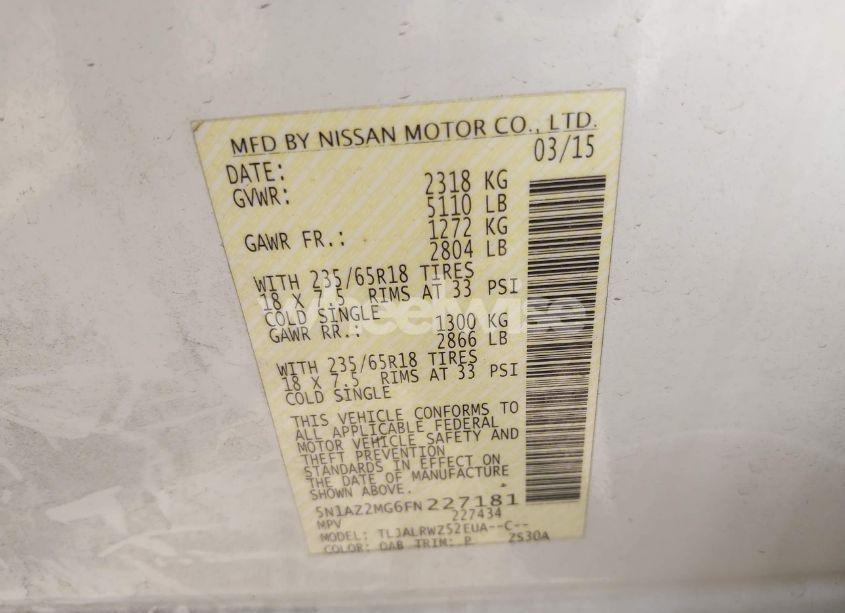 MFD BY NISSAN MOTOR CO., LTD.
DATE: 03/15
GVWR: 2318 KG
5110 LB
GAWR FR.: 1272 KG
2804 LB
WITH 235/65R18 TIRES
18 X 7.5 RIMS AT 33 PSI
COLD SINGLE
GAWR RR.: 1300 KG
2866 LB
WITH 235/65R18 TIRES
18 X 7.5 RIMS AT 33 PSI
COLD SINGLE
THIS VEHICLE CONFORMS TO
ALL APPLICABLE FEDERAL
MOTOR VEHICLE SAFETY AND
THEFT PREVENTION
STANDARDS IN EFFECT ON
THE DATE OF MANUFACTURE
SHOWN ABOVE.
5N1AZ2MG6FN227181
MPV 227434
MODEL: TLJALRWZ52EUA--C--
COLOR: QAB TRIM: P ZS30A
wheelwise